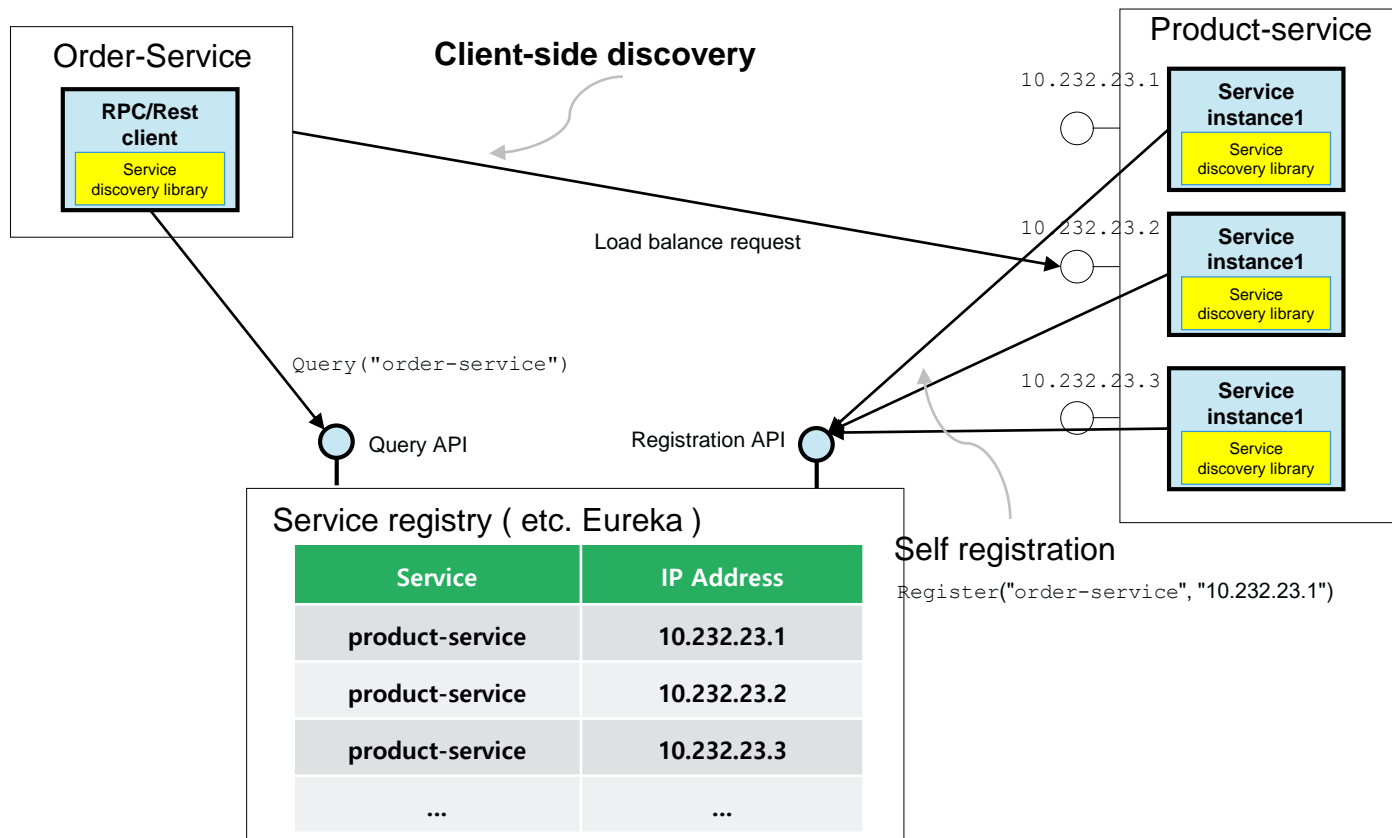 Order-Service
RPC/Rest
client
Service
discovery library
Client-side discovery
Product-service
10.232.23.1
Service
instance1
Service
discovery library
10.232.23.2
Service
instance1
Service
discovery library
10.232.23.3
Service
instance1
Service
discovery library
Load balance request
Query("order-service")
Query API
Registration API
Service registry ( etc. Eureka )
Service IP Address
product-service 10.232.23.1
product-service 10.232.23.2
product-service 10.232.23.3
... ...
Self registration
Register("order-service", "10.232.23.1")